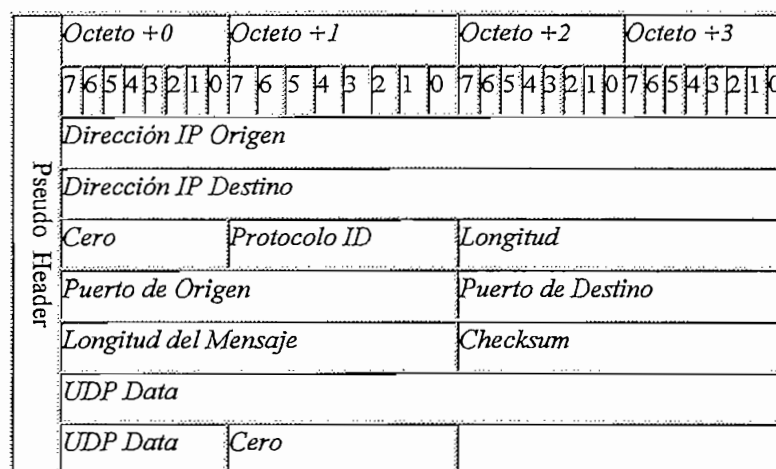 Octeto +0 Octeto +1 Octeto +2 Octeto +3
7 6 5 4 3 2 1 0 7 6 5 4 3 2 1 0 7 6 5 4 3 2 1 0 7 6 5 4 3 2 1 0
Pseudo Header
Dirección IP Origen
Dirección IP Destino
Cero Protocolo ID Longitud
Puerto de Origen Puerto de Destino
Longitud del Mensaje Checksum
UDP Data
UDP Data Cero